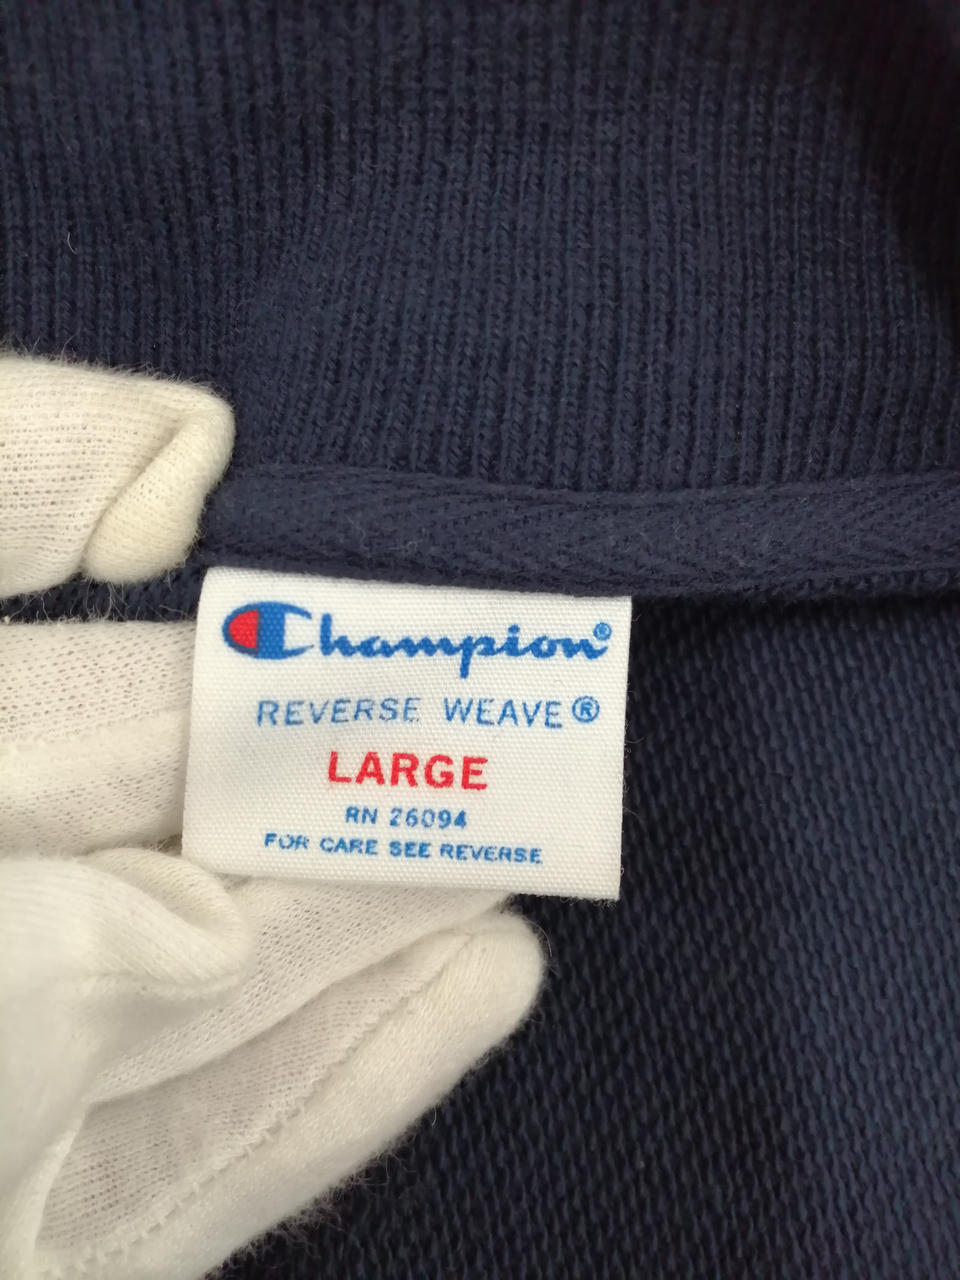 Champion®
REVERSE WEAVE®
LARGE
RN 26094
FOR CARE SEE REVERSE